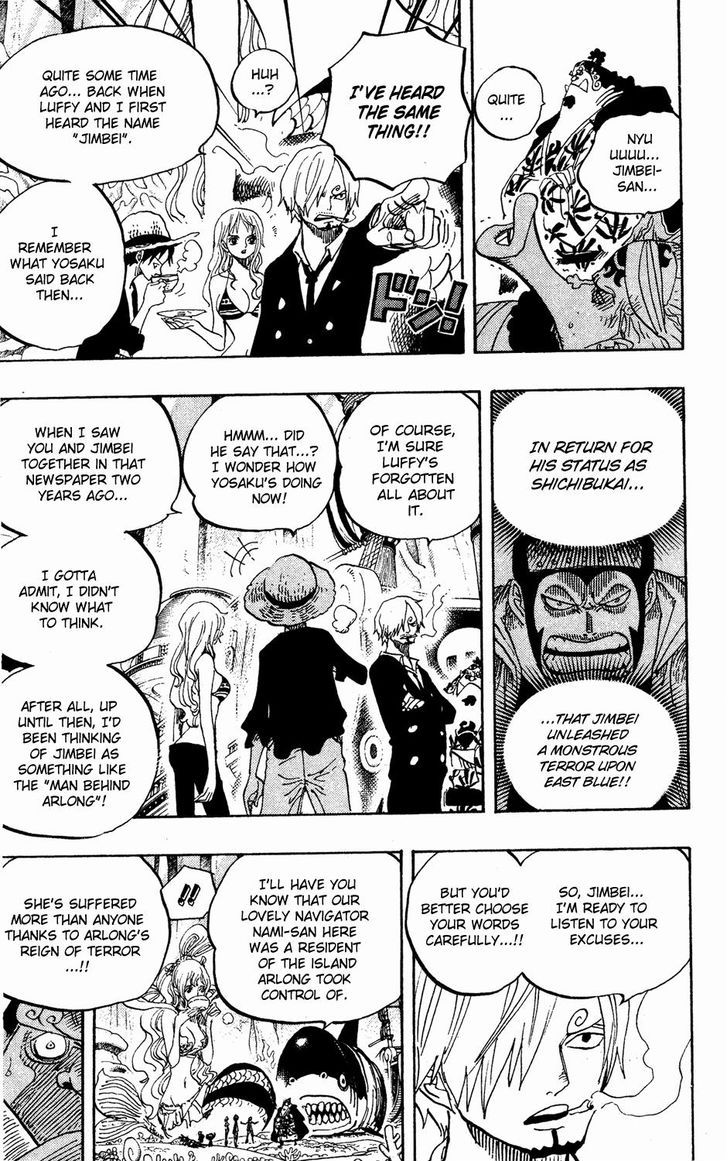 QUITE
...
NYU
UUUU...
JIMBEI-
SAN...
I'VE HEARD
THE SAME
THING!!
HUH
...?
QUITE SOME TIME
AGO... BACK WHEN
LUFFY AND I FIRST
HEARD THE NAME
"JIMBEI".
I
REMEMBER
WHAT YOSAKU
SAID BACK
THEN...
ドン!
IN RETURN FOR
HIS STATUS AS
SHICHIBUKAI...
...THAT JIMBEI
UNLEASHED
A MONSTROUS
TERROR UPON
EAST BLUE!!
OF COURSE,
I'M SURE
LUFFY'S
FORGOTTEN
ALL ABOUT
IT.
HMMM... DID
HE SAY THAT...?
I WONDER HOW
YOSAKU'S DOING
NOW!
WHEN I SAW
YOU AND JIMBEI
TOGETHER IN THAT
NEWSPAPER TWO
YEARS AGO...
I GOTTA
ADMIT, I DIDN'T
KNOW WHAT
TO THINK.
AFTER ALL, UP
UNTIL THEN, I'D
BEEN THINKING
OF JIMBEI AS
SOMETHING LIKE
THE "MAN BEHIND
ARLONG"!
SO, JIMBEI...
I'M READY TO
LISTEN TO YOUR
EXCUSES...
BUT YOU'D
BETTER CHOOSE
YOUR WORDS
CAREFULLY...!!
I'LL HAVE YOU
KNOW THAT OUR
LOVELY NAVIGATOR
NAMI-SAN HERE
WAS A RESIDENT
OF THE ISLAND
ARLONG TOOK
CONTROL OF.
!!
SHE'S SUFFERED
MORE THAN ANYONE
THANKS TO ARLONG'S
REIGN OF TERROR
...!!